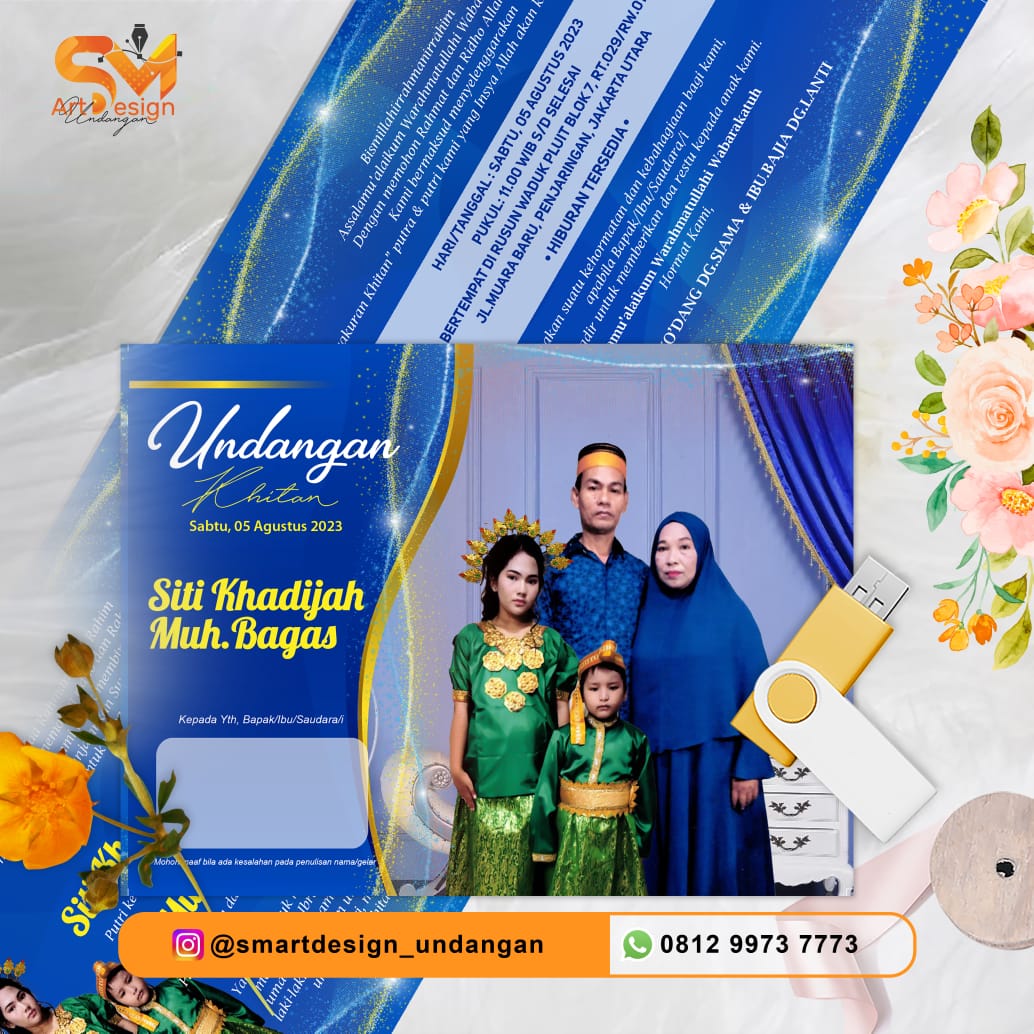 SM
Art Design
Undangan
Bismillahirrahmanirrahim
Assalamu'alaikum Warahmatullahi
Dengan memohon Rahmat dan Ridho
Kami bermaksud menyelenggarakan
putra & putri kami yang Insya Allah akan
Khitan"
HARI/TANGGAL : SABTU, 05 AGUSTUS 2023
PUKUL- 11.00 WIB S/D SELESAI
BERTEMPAT DI RUSUN WADUK PLUIT BLOK 7, RT.029/RW.0
JL.MUARA BARU, PENJARINGAN, JAKARTA UTARA
• HIBURAN TERSEDIA •
suatu kehormatan dan kebahagiaan bagi kami,
apabila Bapak/Ibu/Saudara/i
untuk memberikan doa restu kepada anak kami.
alaikum Warahmatullahi Wabarakatuh
Hormat Kami,
DG.SIAMA & IBU.BAJIA DG.LANTI
Undangan
Khitan
Sabtu, 05 Agustus 2023
Siti Khadijah
Muh.Bagas
Kepada Yth, Bapak/Ibu/Saudara/i
Mohon maaf bila ada kesalahan pada penulisan nama/gelar
@smartdesign_undangan
0812 9973 7773